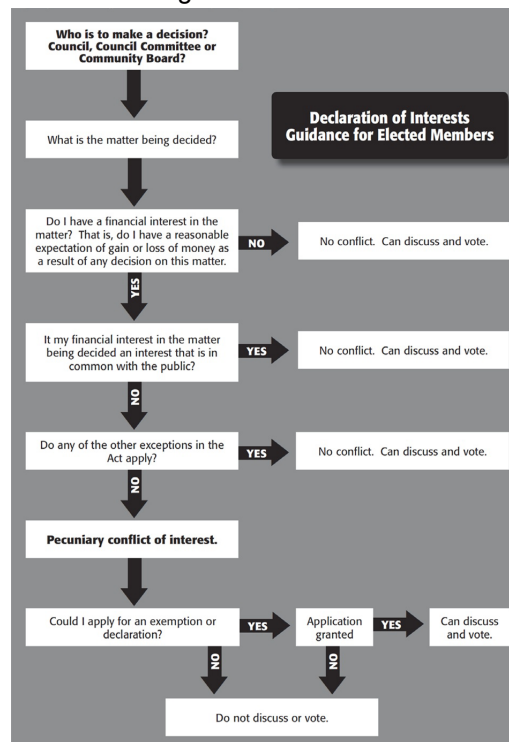 Who is to make a decision?
Council, Council Committee or
Community Board?
Declaration of Interests
Guidance for Elected Members
What is the matter being decided?
Do I have a financial interest in the
matter? That is, do I have a reasonable
expectation of gain or loss of money as
a result of any decision on this matter.
NO
No conflict. Can discuss and vote.
YES
It my financial interest in the matter
being decided an interest that is in
common with the public?
YES
No conflict. Can discuss and vote.
NO
Do any of the other exceptions in the
Act apply?
YES
No conflict. Can discuss and vote.
NO
Pecuniary conflict of interest.
Could I apply for an exemption or
declaration?
YES
Application
granted
YES
Can discuss
and vote.
NO
NO
Do not discuss or vote.